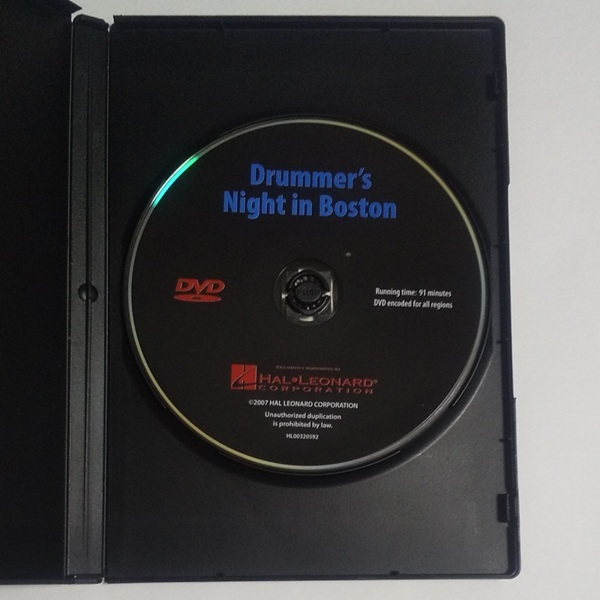 Drummer's
Night in Boston
DVD
Running time: 91 minutes
DVD encoded for all regions
HAL•LEONARD®
CORPORATION
©2007 HAL LEONARD CORPORATION
Unauthorized duplication
is prohibited by law.
HL00320592